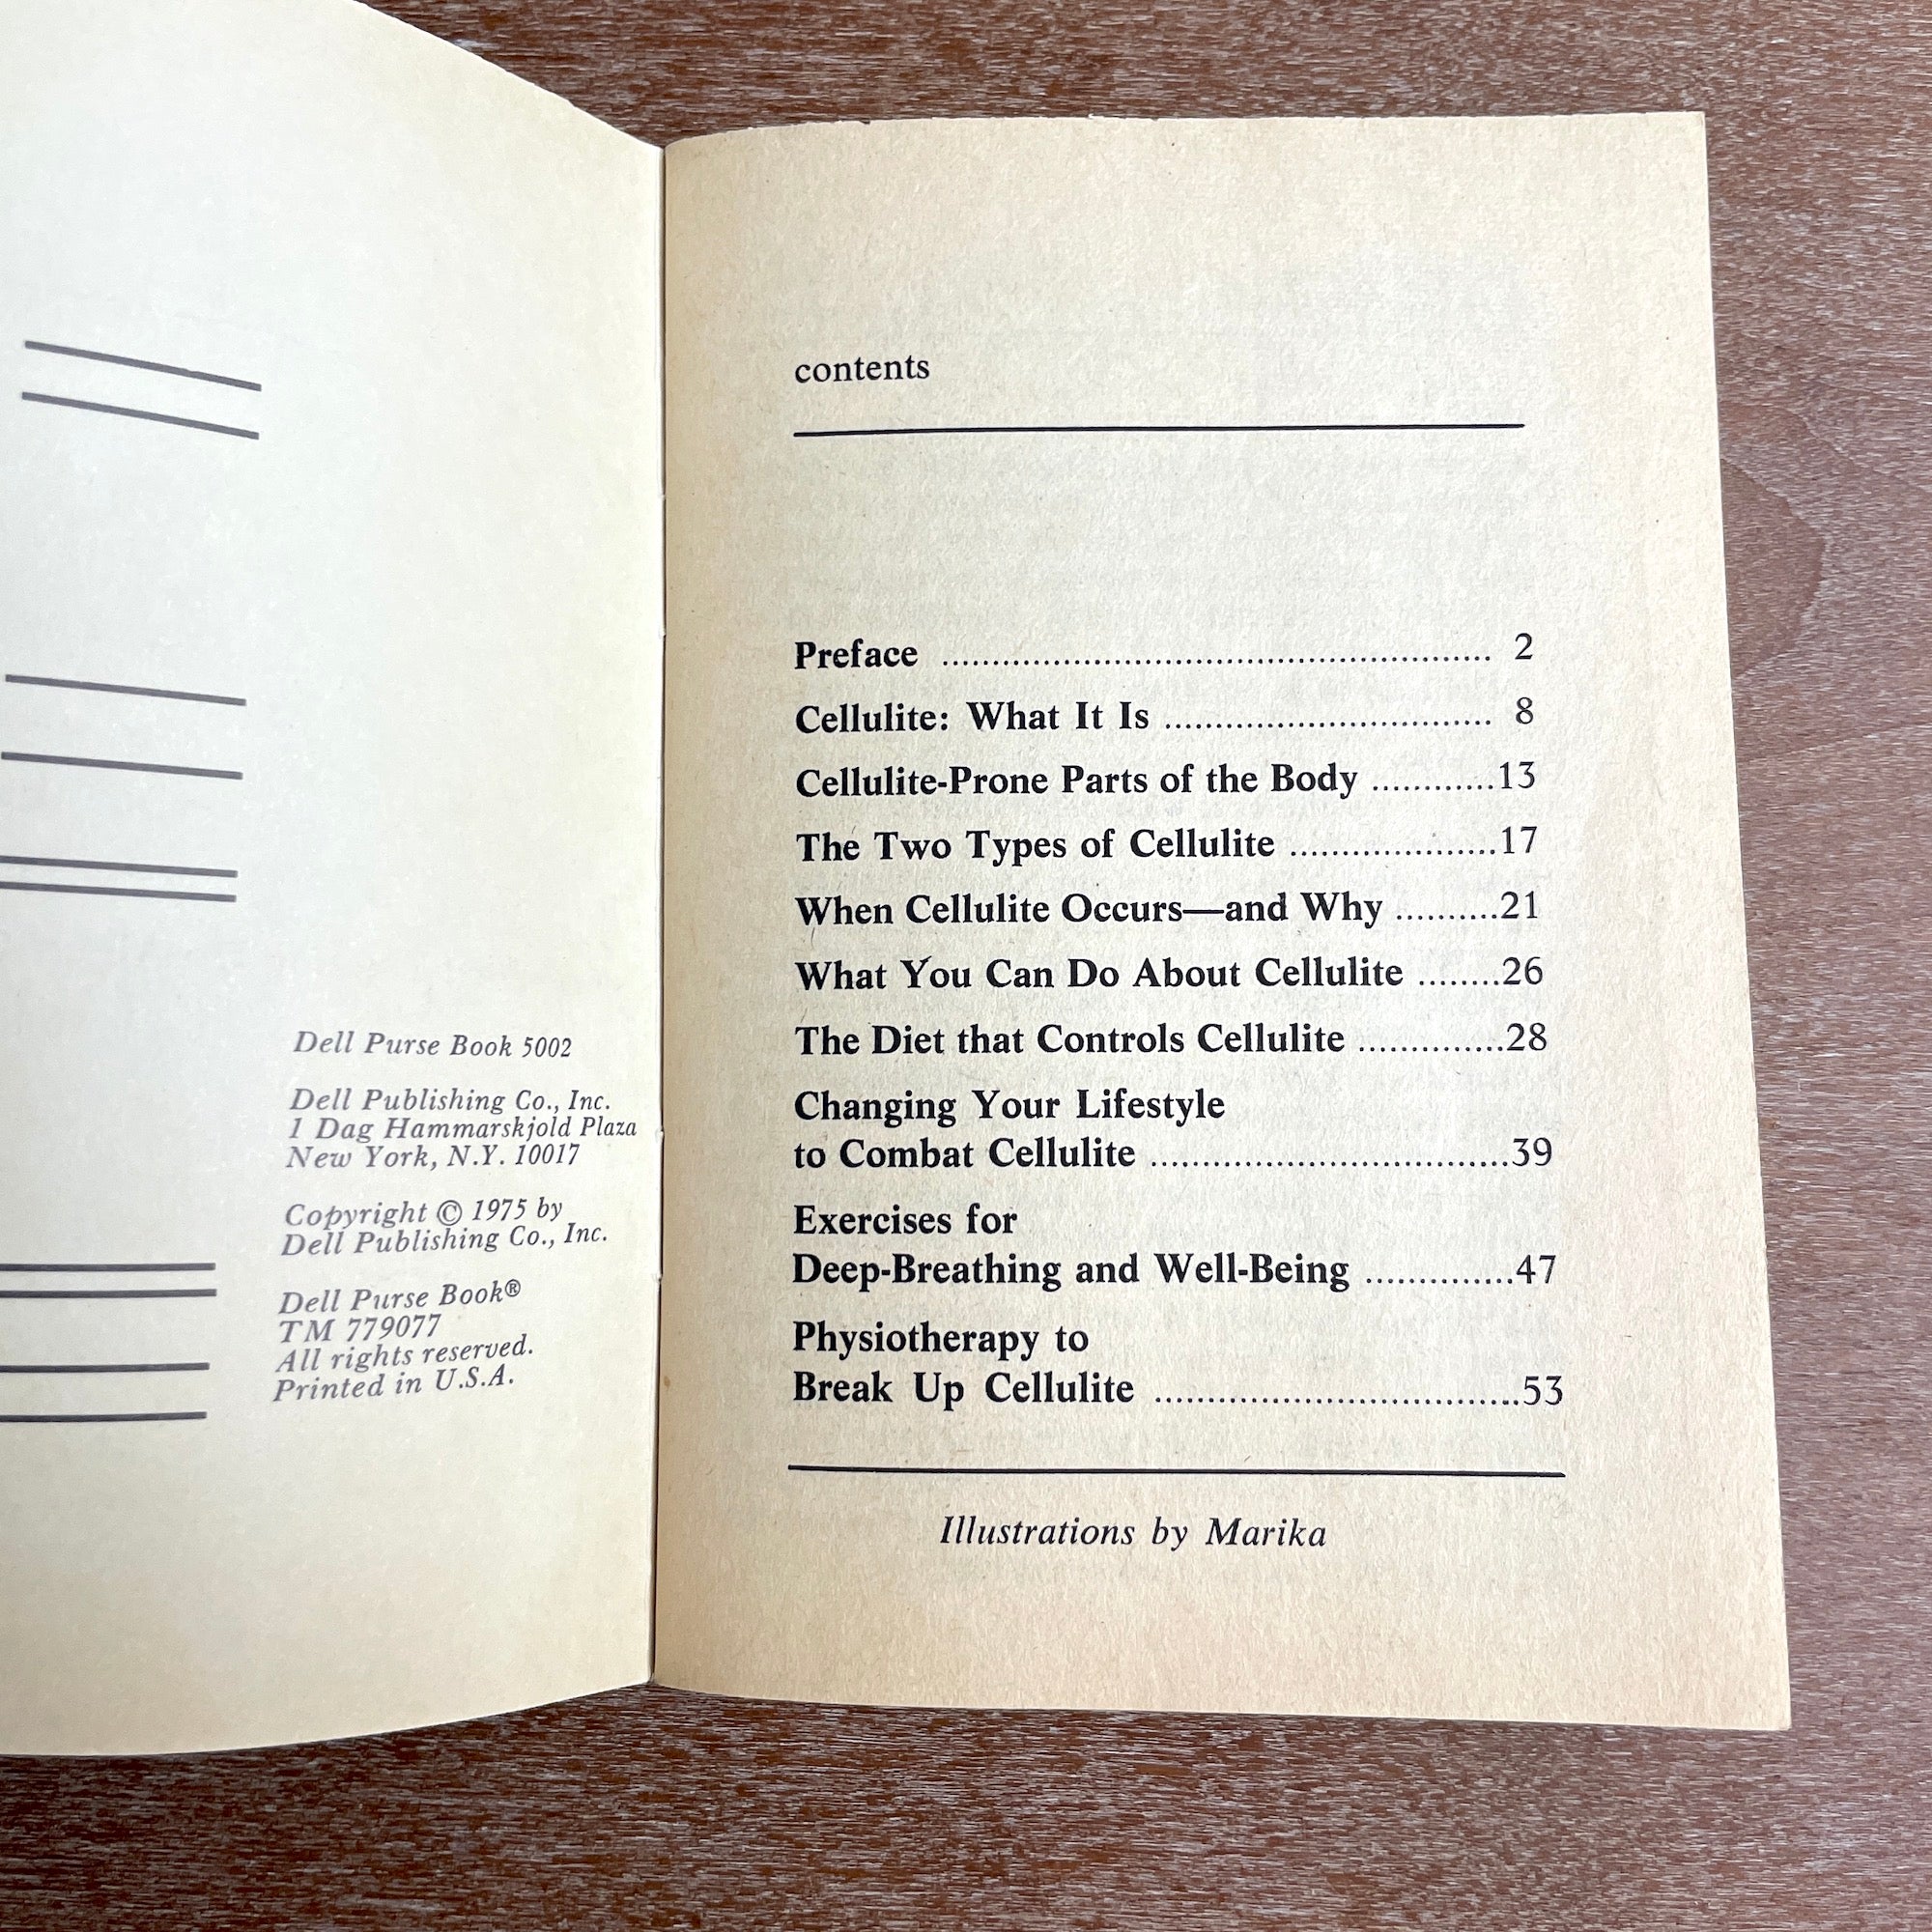 Dell Purse Book 5002
Dell Publishing Co., Inc.
1 Dag Hammarskjold Plaza
New York, N.Y. 10017
Copyright © 1975 by
Dell Publishing Co., Inc.
Dell Purse Book®
TM 779077
All rights reserved.
Printed in U.S.A.
contents
Preface ........................................................ 2
Cellulite: What It Is ................................. 8
Cellulite-Prone Parts of the Body ............13
The Two Types of Cellulite ....................17
When Cellulite Occurs—and Why ..........21
What You Can Do About Cellulite ........26
The Diet that Controls Cellulite ..............28
Changing Your Lifestyle
to Combat Cellulite ...................................39
Exercises for
Deep-Breathing and Well-Being ..............47
Physiotherapy to
Break Up Cellulite ....................................53
Illustrations by Marika